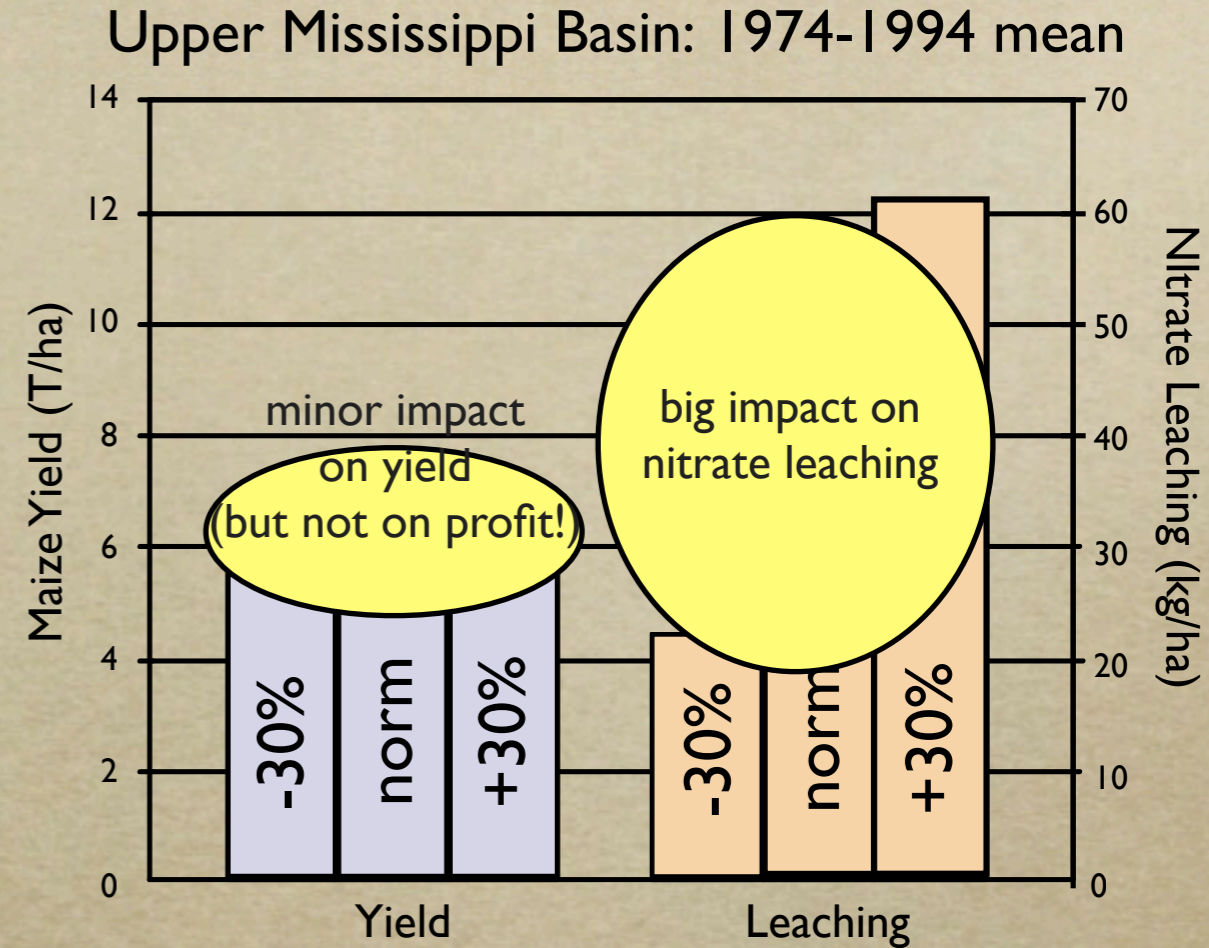 Upper Mississippi Basin: 1974-1994 mean
14
12
10
8
6
4
2
0
Maize Yield (T/ha)
minor impact
on yield
(but not on profit!)
big impact on
nitrate leaching
-30%
norm
+30%
-30%
norm
+30%
70
60
50
40
30
20
10
0
NItrate Leaching (kg/ha)
Yield
Leaching